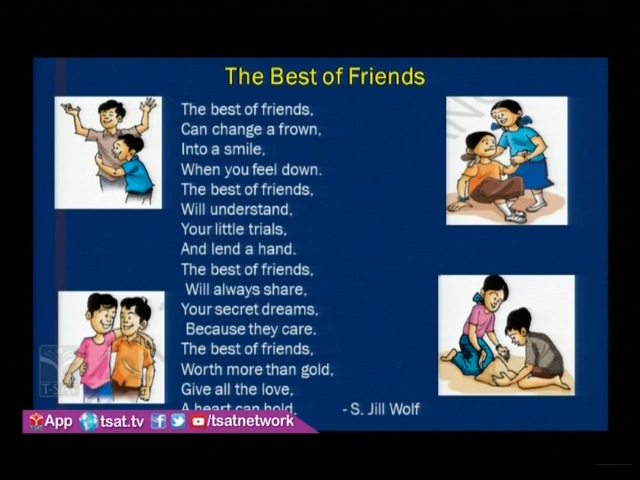 The Best of Friends
The best of friends,
Can change a frown,
Into a smile,
When you feel down.
The best of friends,
Will understand,
Your little trials,
And lend a hand.
The best of friends,
Will always share,
Your secret dreams,
Because they care.
The best of friends,
Worth more than gold,
Give all the love,
A heart can hold. - S. Jill Wolf
T-SAT
App tsat.tv /tsatnetwork